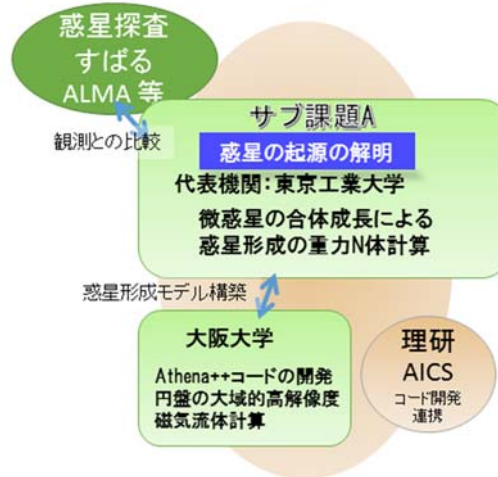 惑星探査
すばる
ALMA 等
観測との比較
サブ課題A
惑星の起源の解明
代表機関：東京工業大学
微惑星の合体成長による
惑星形成の重力N体計算
惑星形成モデル構築
大阪大学
Athena++コードの開発
円盤の大域的高解像度
磁気流体計算
理研
AICS
コード開発
連携